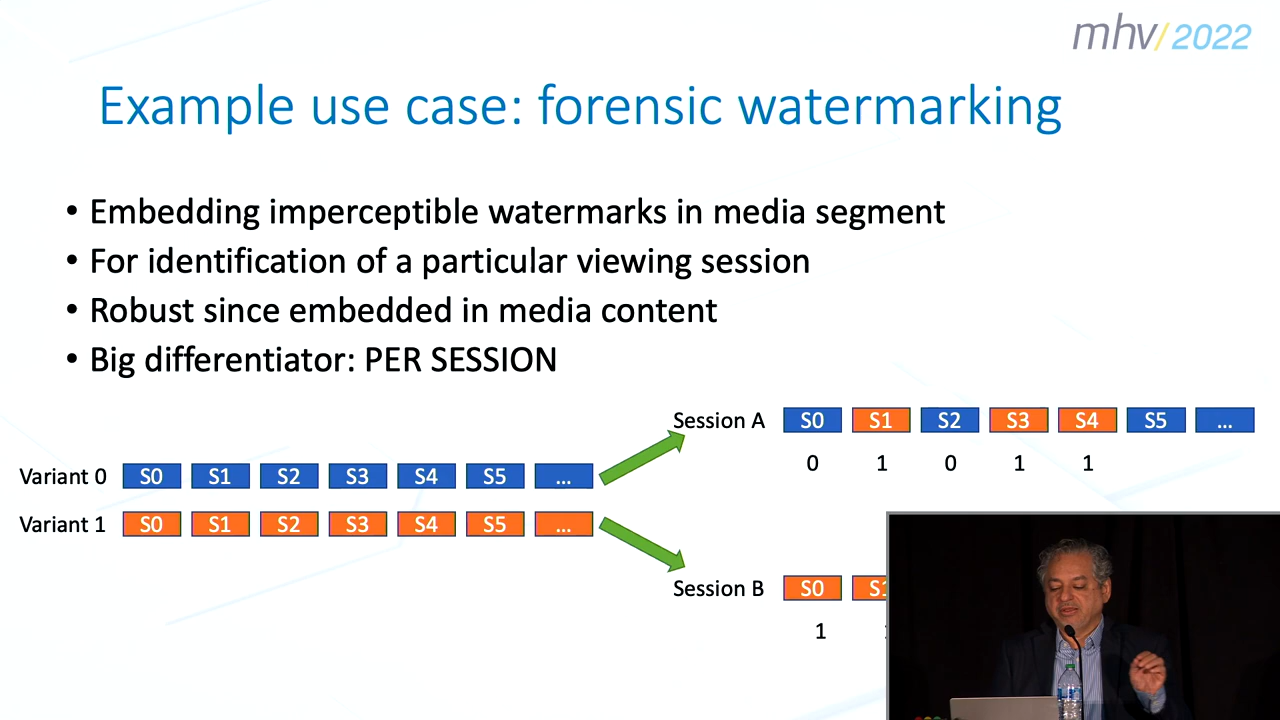 mhv/2022
Example use case: forensic watermarking
• Embedding imperceptible watermarks in media segment
• For identification of a particular viewing session
• Robust since embedded in media content
• Big differentiator: PER SESSION
Session A S0 S1 S2 S3 S4 S5 ...
0 1 0 1 1
Variant 0 S0 S1 S2 S3 S4 S5 ...
Variant 1 S0 S1 S2 S3 S4 S5 ...
Session B S0 S1
1